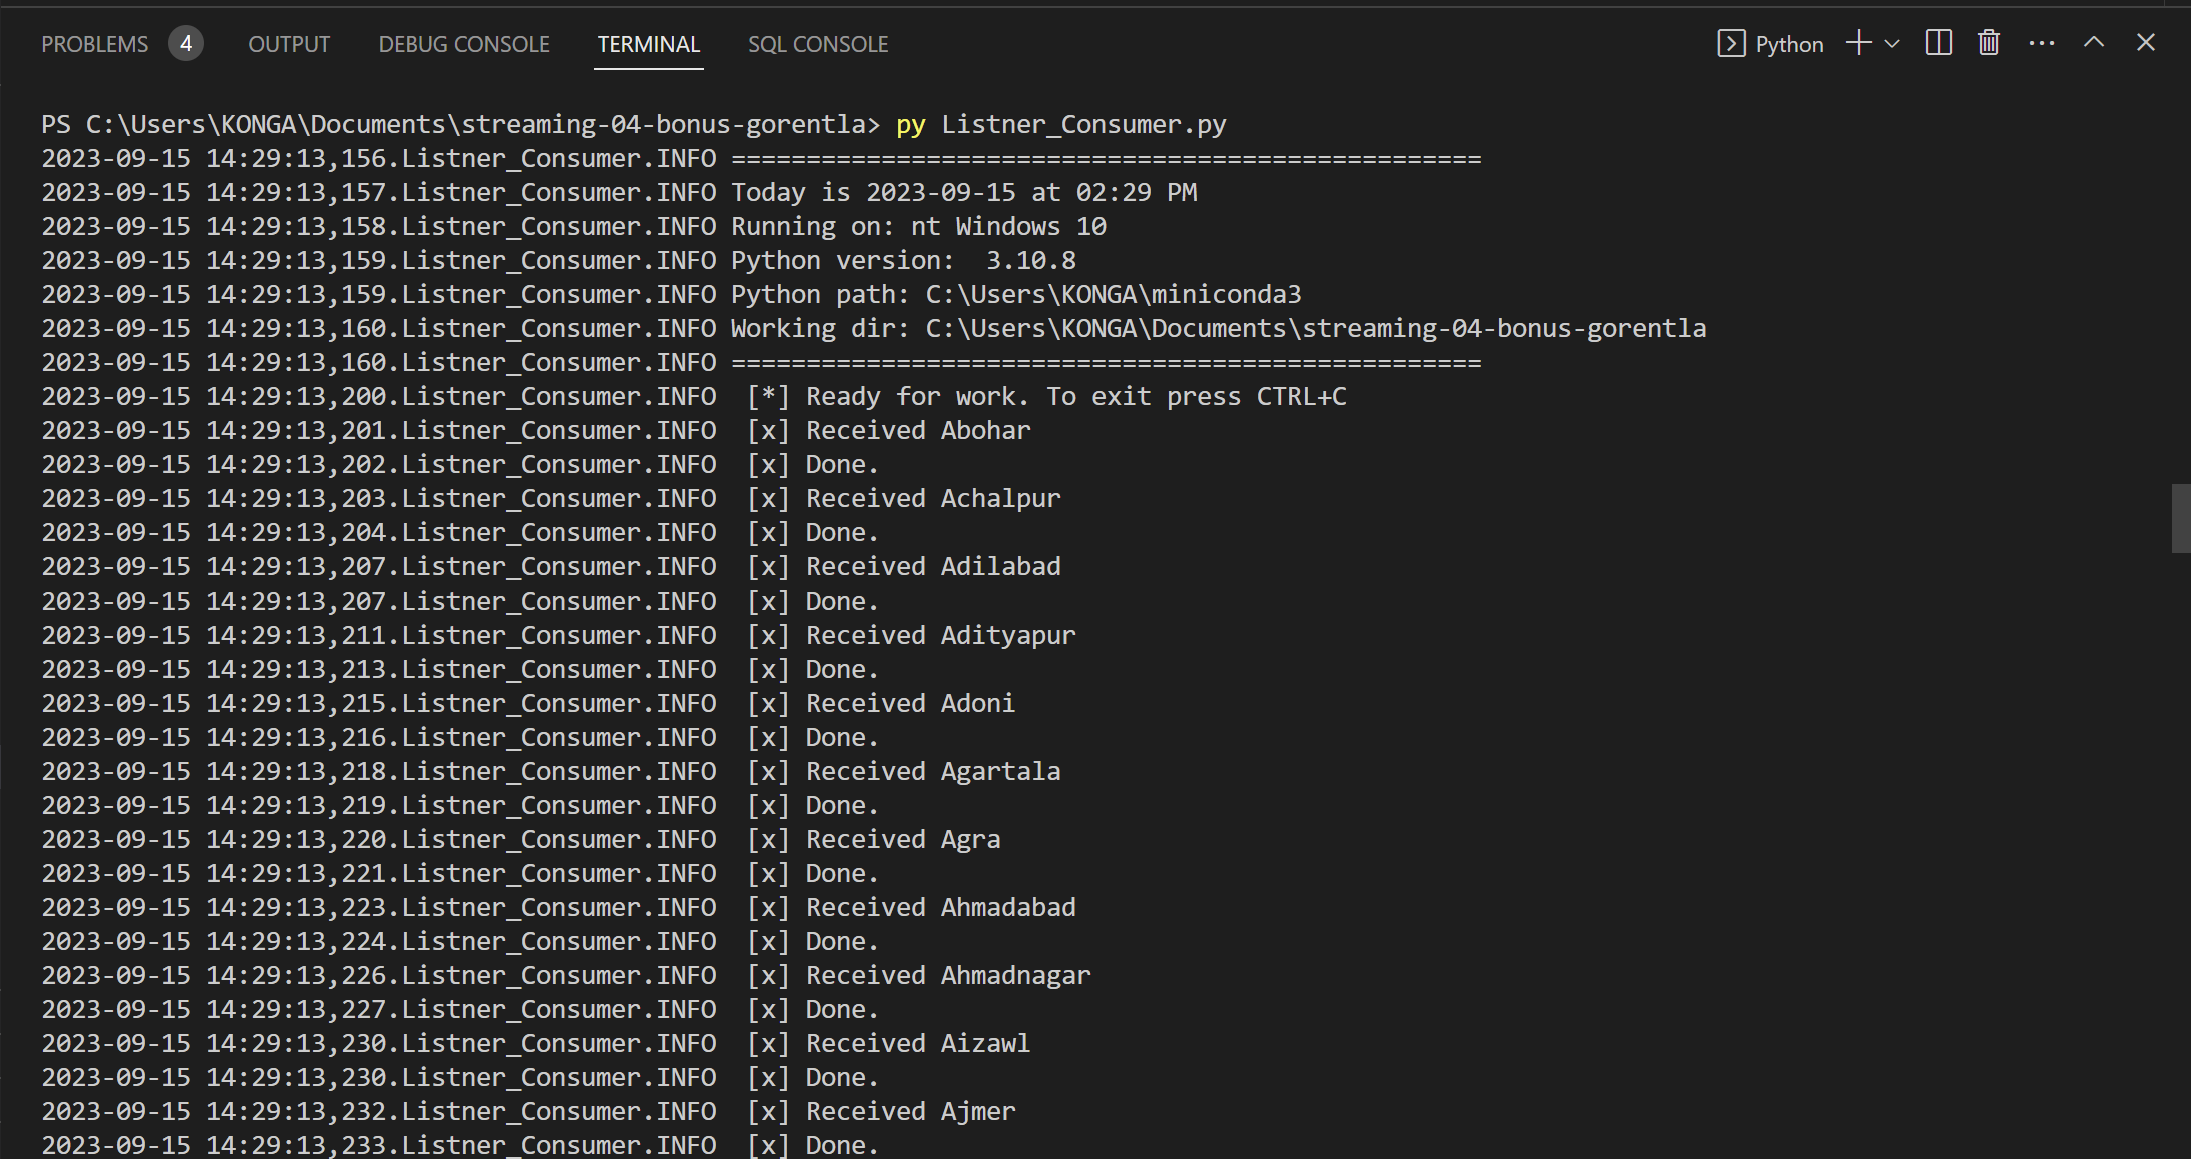 PROBLEMS 4 OUTPUT DEBUG CONSOLE TERMINAL SQL CONSOLE Python
PS C:\Users\KONGA\Documents\streaming-04-bonus-gorentla> py Listner_Consumer.py
2023-09-15 14:29:13,156.Listner_Consumer.INFO ==================================================
2023-09-15 14:29:13,157.Listner_Consumer.INFO Today is 2023-09-15 at 02:29 PM
2023-09-15 14:29:13,158.Listner_Consumer.INFO Running on: nt Windows 10
2023-09-15 14:29:13,159.Listner_Consumer.INFO Python version:  3.10.8
2023-09-15 14:29:13,159.Listner_Consumer.INFO Python path: C:\Users\KONGA\miniconda3
2023-09-15 14:29:13,160.Listner_Consumer.INFO Working dir: C:\Users\KONGA\Documents\streaming-04-bonus-gorentla
2023-09-15 14:29:13,160.Listner_Consumer.INFO ==================================================
2023-09-15 14:29:13,200.Listner_Consumer.INFO  [*] Ready for work. To exit press CTRL+C
2023-09-15 14:29:13,201.Listner_Consumer.INFO  [x] Received Abohar
2023-09-15 14:29:13,202.Listner_Consumer.INFO  [x] Done.
2023-09-15 14:29:13,203.Listner_Consumer.INFO  [x] Received Achalpur
2023-09-15 14:29:13,204.Listner_Consumer.INFO  [x] Done.
2023-09-15 14:29:13,207.Listner_Consumer.INFO  [x] Received Adilabad
2023-09-15 14:29:13,207.Listner_Consumer.INFO  [x] Done.
2023-09-15 14:29:13,211.Listner_Consumer.INFO  [x] Received Adityapur
2023-09-15 14:29:13,213.Listner_Consumer.INFO  [x] Done.
2023-09-15 14:29:13,215.Listner_Consumer.INFO  [x] Received Adoni
2023-09-15 14:29:13,216.Listner_Consumer.INFO  [x] Done.
2023-09-15 14:29:13,218.Listner_Consumer.INFO  [x] Received Agartala
2023-09-15 14:29:13,219.Listner_Consumer.INFO  [x] Done.
2023-09-15 14:29:13,220.Listner_Consumer.INFO  [x] Received Agra
2023-09-15 14:29:13,221.Listner_Consumer.INFO  [x] Done.
2023-09-15 14:29:13,223.Listner_Consumer.INFO  [x] Received Ahmadabad
2023-09-15 14:29:13,224.Listner_Consumer.INFO  [x] Done.
2023-09-15 14:29:13,226.Listner_Consumer.INFO  [x] Received Ahmadnagar
2023-09-15 14:29:13,227.Listner_Consumer.INFO  [x] Done.
2023-09-15 14:29:13,230.Listner_Consumer.INFO  [x] Received Aizawl
2023-09-15 14:29:13,230.Listner_Consumer.INFO  [x] Done.
2023-09-15 14:29:13,232.Listner_Consumer.INFO  [x] Received Ajmer
2023-09-15 14:29:13,233.Listner_Consumer.INFO  [x] Done.